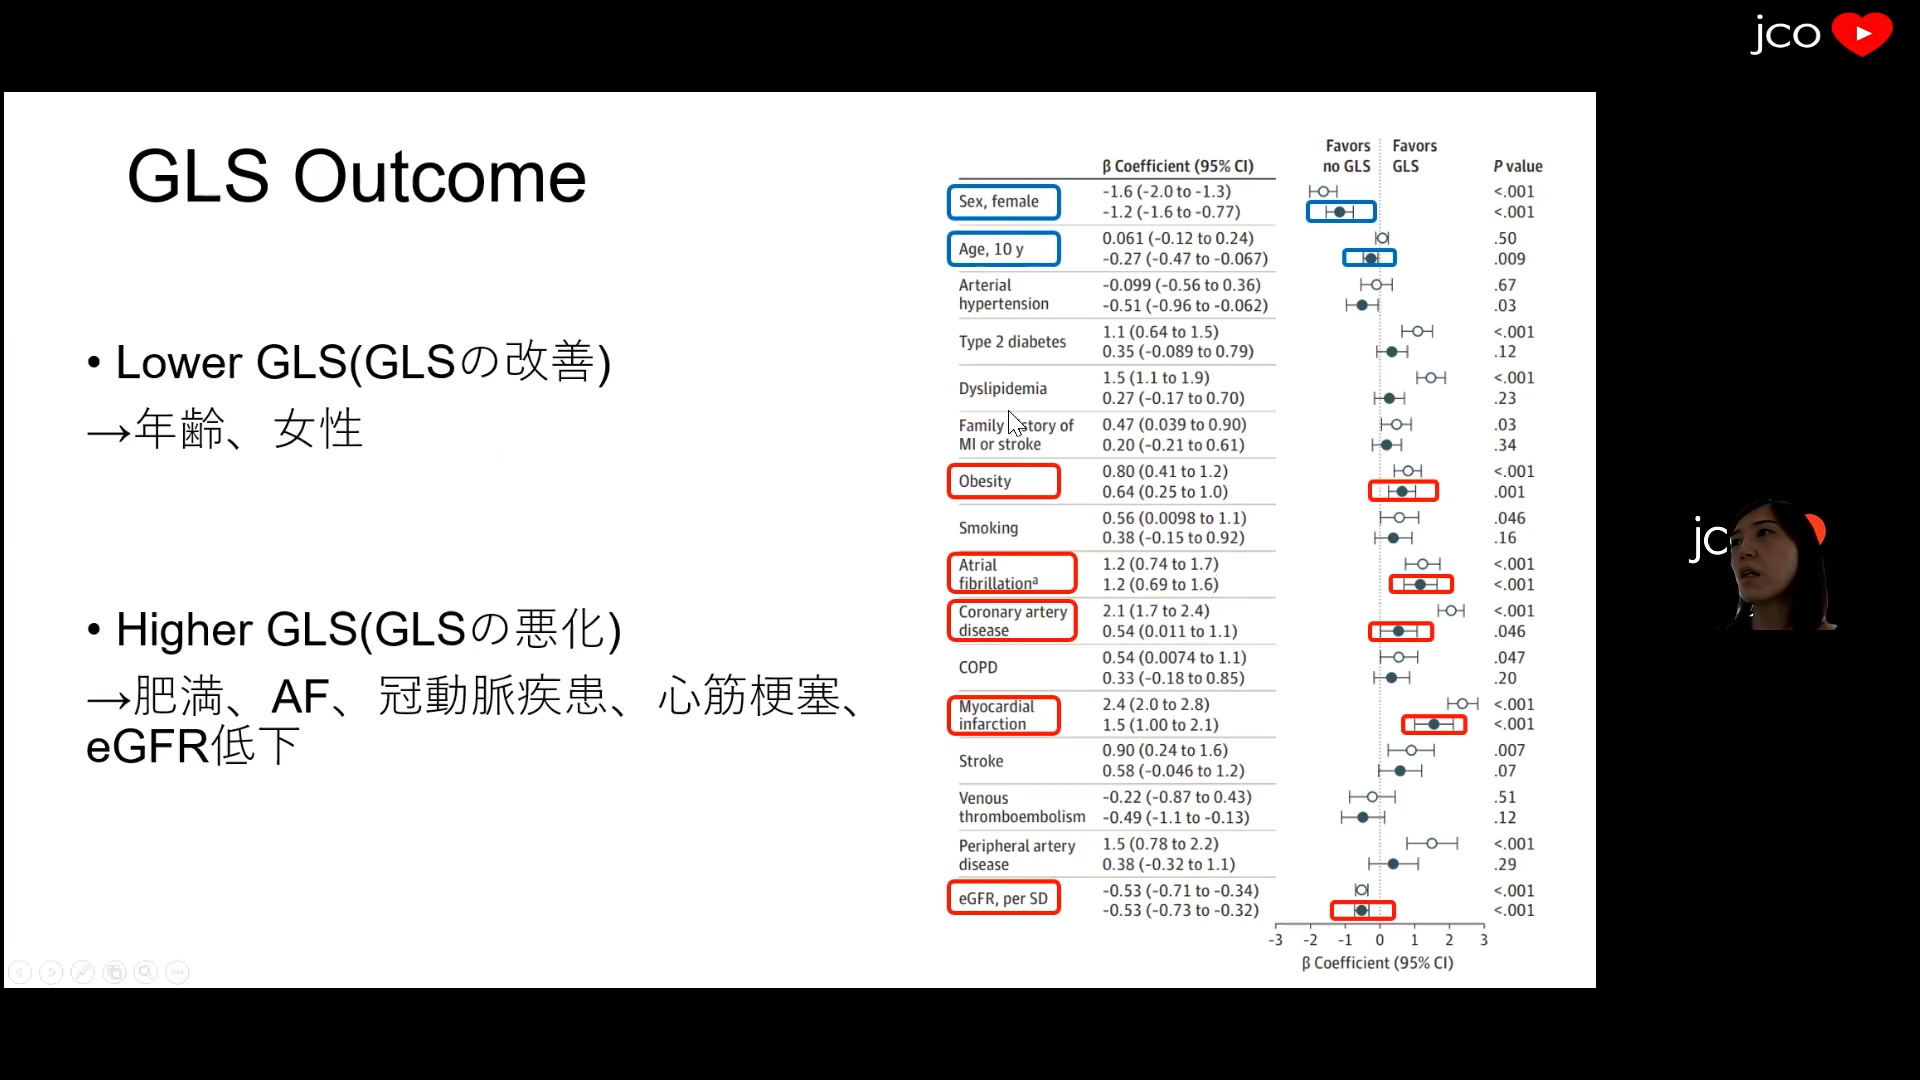 jco
GLS Outcome
• Lower GLS(GLSの改善)
→年齢、女性
• Higher GLS(GLSの悪化)
→肥満、AF、冠動脈疾患、心筋梗塞、
eGFR低下
β Coefficient (95% CI)
Favors
no GLS
Favors
GLS
P value
Sex, female
-1.6 (-2.0 to -1.3) <.001
-1.2 (-1.6 to -0.77) <.001
Age, 10 y
0.061 (-0.12 to 0.24) .50
-0.27 (-0.47 to -0.067) .009
Arterial
hypertension
-0.099 (-0.56 to 0.36) .67
-0.51 (-0.96 to -0.062) .03
Type 2 diabetes
1.1 (0.64 to 1.5) <.001
0.35 (-0.089 to 0.79) .12
Dyslipidemia
1.5 (1.1 to 1.9) <.001
0.27 (-0.17 to 0.70) .23
Family story of
MI or stroke
0.47 (0.039 to 0.90) .03
0.20 (-0.21 to 0.61) .34
Obesity
0.80 (0.41 to 1.2) <.001
0.64 (0.25 to 1.0) .001
Smoking
0.56 (0.0098 to 1.1) .046
0.38 (-0.15 to 0.92) .16
Atrial
fibrillationᵃ
1.2 (0.74 to 1.7) <.001
1.2 (0.69 to 1.6) <.001
Coronary artery
disease
2.1 (1.7 to 2.4) <.001
0.54 (0.011 to 1.1) .046
COPD
0.54 (0.0074 to 1.1) .047
0.33 (-0.18 to 0.85) .20
Myocardial
infarction
2.4 (2.0 to 2.8) <.001
1.5 (1.00 to 2.1) <.001
Stroke
0.90 (0.24 to 1.6) .007
0.58 (-0.046 to 1.2) .07
Venous
thromboembolism
-0.22 (-0.87 to 0.43) .51
-0.49 (-1.1 to -0.13) .12
Peripheral artery
disease
1.5 (0.78 to 2.2) <.001
0.38 (-0.32 to 1.1) .29
eGFR, per SD
-0.53 (-0.71 to -0.34) <.001
-0.53 (-0.73 to -0.32) <.001
-3 -2 -1 0 1 2 3
β Coefficient (95% CI)
jc